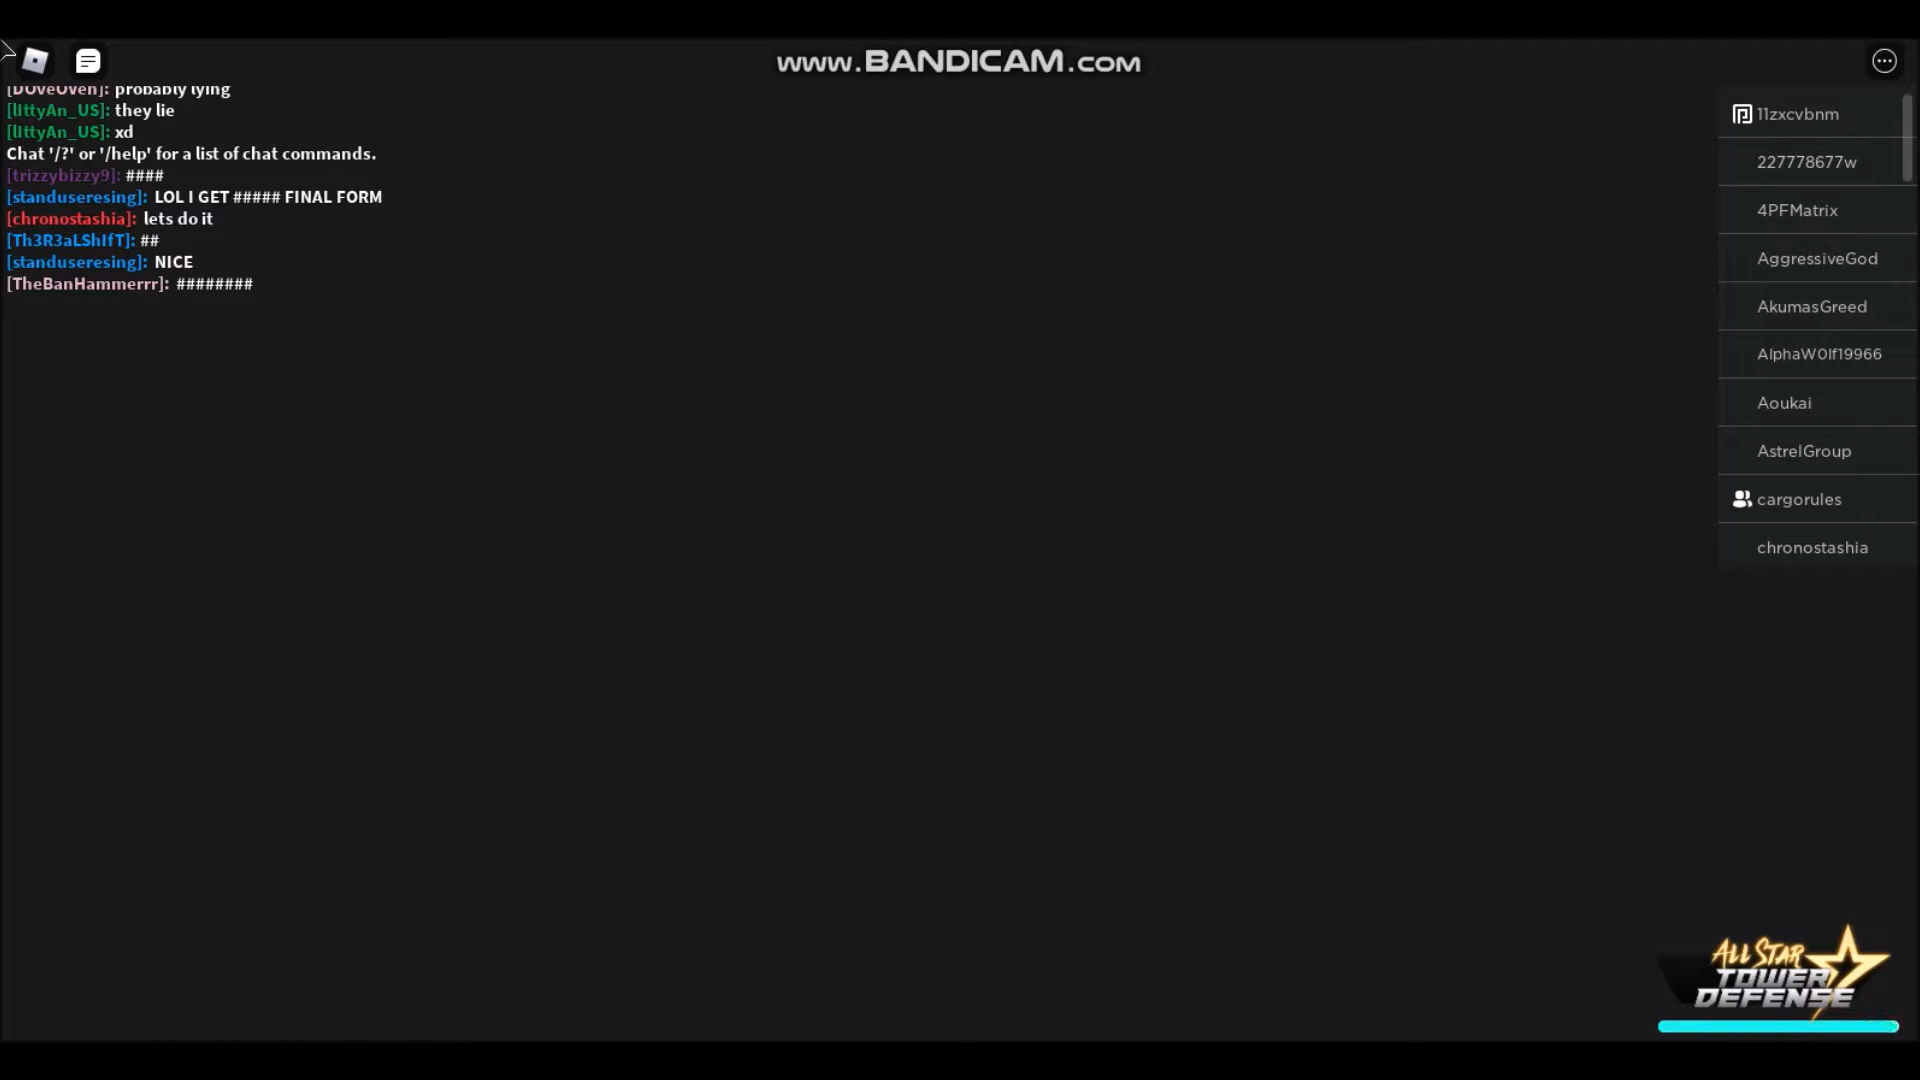 www.BANDICAM.com
[D0veOven]: probably lying
[lIttyAn_US]: they lie
[lIttyAn_US]: xd
Chat '/?' or '/help' for a list of chat commands.
[trizzybizzy9]: ####
[standuseresing]: LOL I GET ##### FINAL FORM
[chronostashia]: lets do it
[Th3R3aLShIfT]: ##
[standuseresing]: NICE
[TheBanHammerrr]: ########
11zxcvbnm
227778677w
4PFMatrix
AggressiveGod
AkumasGreed
AlphaW0lf19966
Aoukai
AstrelGroup
cargorules
chronostashia
ALL STAR
TOWER
DEFENSE